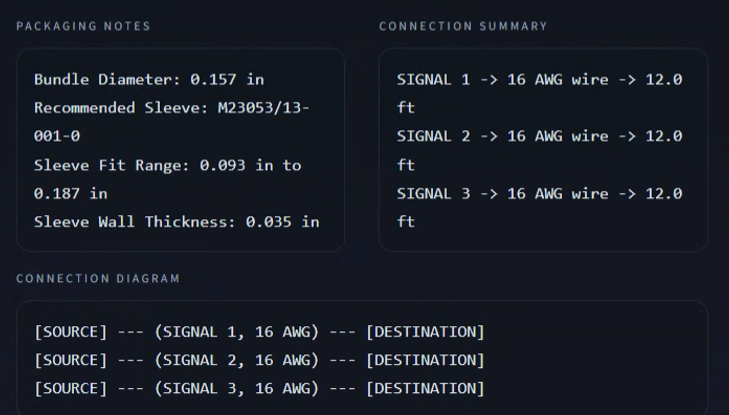 PACKAGING NOTES
Bundle Diameter: 0.157 in
Recommended Sleeve: M23053/13-
001-0
Sleeve Fit Range: 0.093 in to
0.187 in
Sleeve Wall Thickness: 0.035 in
CONNECTION SUMMARY
SIGNAL 1 -> 16 AWG wire -> 12.0
ft
SIGNAL 2 -> 16 AWG wire -> 12.0
ft
SIGNAL 3 -> 16 AWG wire -> 12.0
ft
CONNECTION DIAGRAM
[SOURCE] --- (SIGNAL 1, 16 AWG) --- [DESTINATION]
[SOURCE] --- (SIGNAL 2, 16 AWG) --- [DESTINATION]
[SOURCE] --- (SIGNAL 3, 16 AWG) --- [DESTINATION]